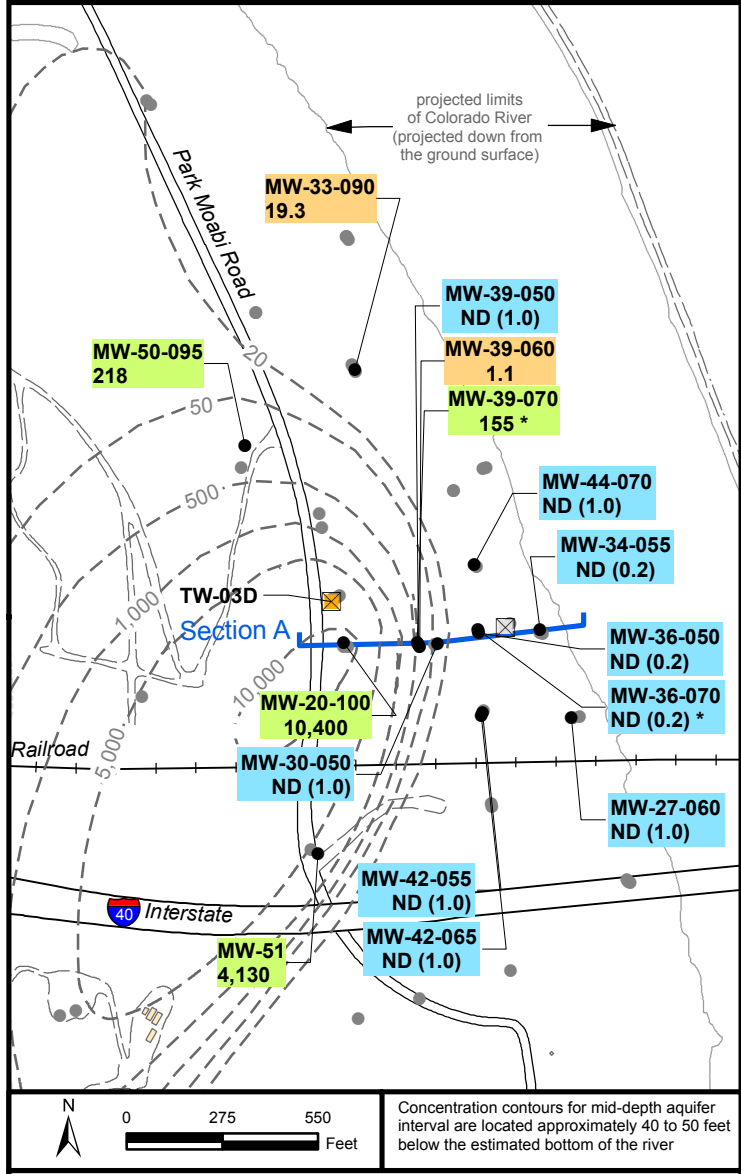 projected limits
of Colorado River
(projected down from
the ground surface)
Park Moabi Road
MW-33-090
19.3
MW-39-050
ND (1.0)
MW-39-060
1.1
MW-39-070
155 *
MW-50-095
218
20
50
500
1,000
5,000
10,000
MW-44-070
ND (1.0)
MW-34-055
ND (0.2)
TW-03D
Section A
MW-36-050
ND (0.2)
MW-36-070
ND (0.2) *
MW-20-100
10,400
Railroad
MW-30-050
ND (1.0)
MW-27-060
ND (1.0)
MW-42-055
ND (1.0)
40 Interstate
MW-42-065
ND (1.0)
MW-51
4,130
N
0 275 550
Feet
Concentration contours for mid-depth aquifer
interval are located approximately 40 to 50 feet
below the estimated bottom of the river